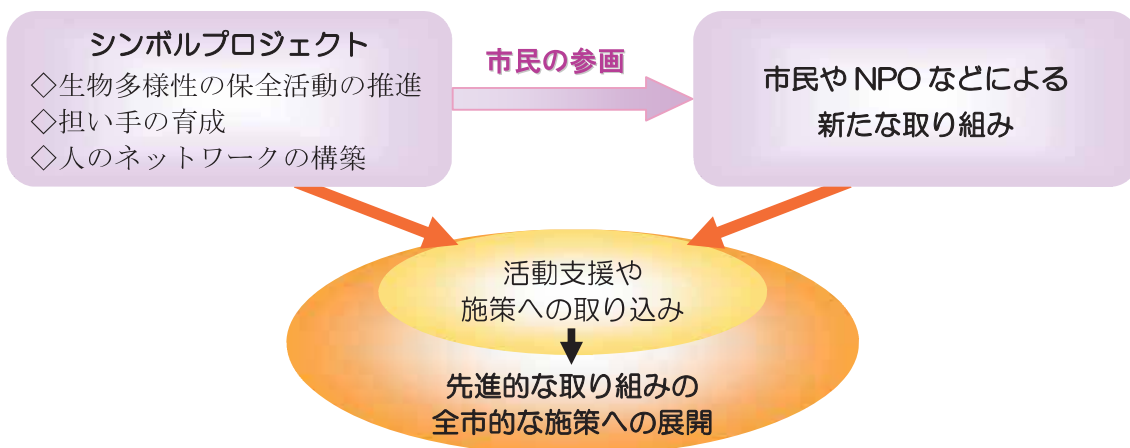 シンボルプロジェクト
◇生物多様性の保全活動の推進
◇担い手の育成
◇人のネットワークの構築
市民の参画
市民や NPO などによる
新たな取り組み
活動支援や
施策への取り込み
先進的な取り組みの
全市的な施策への展開